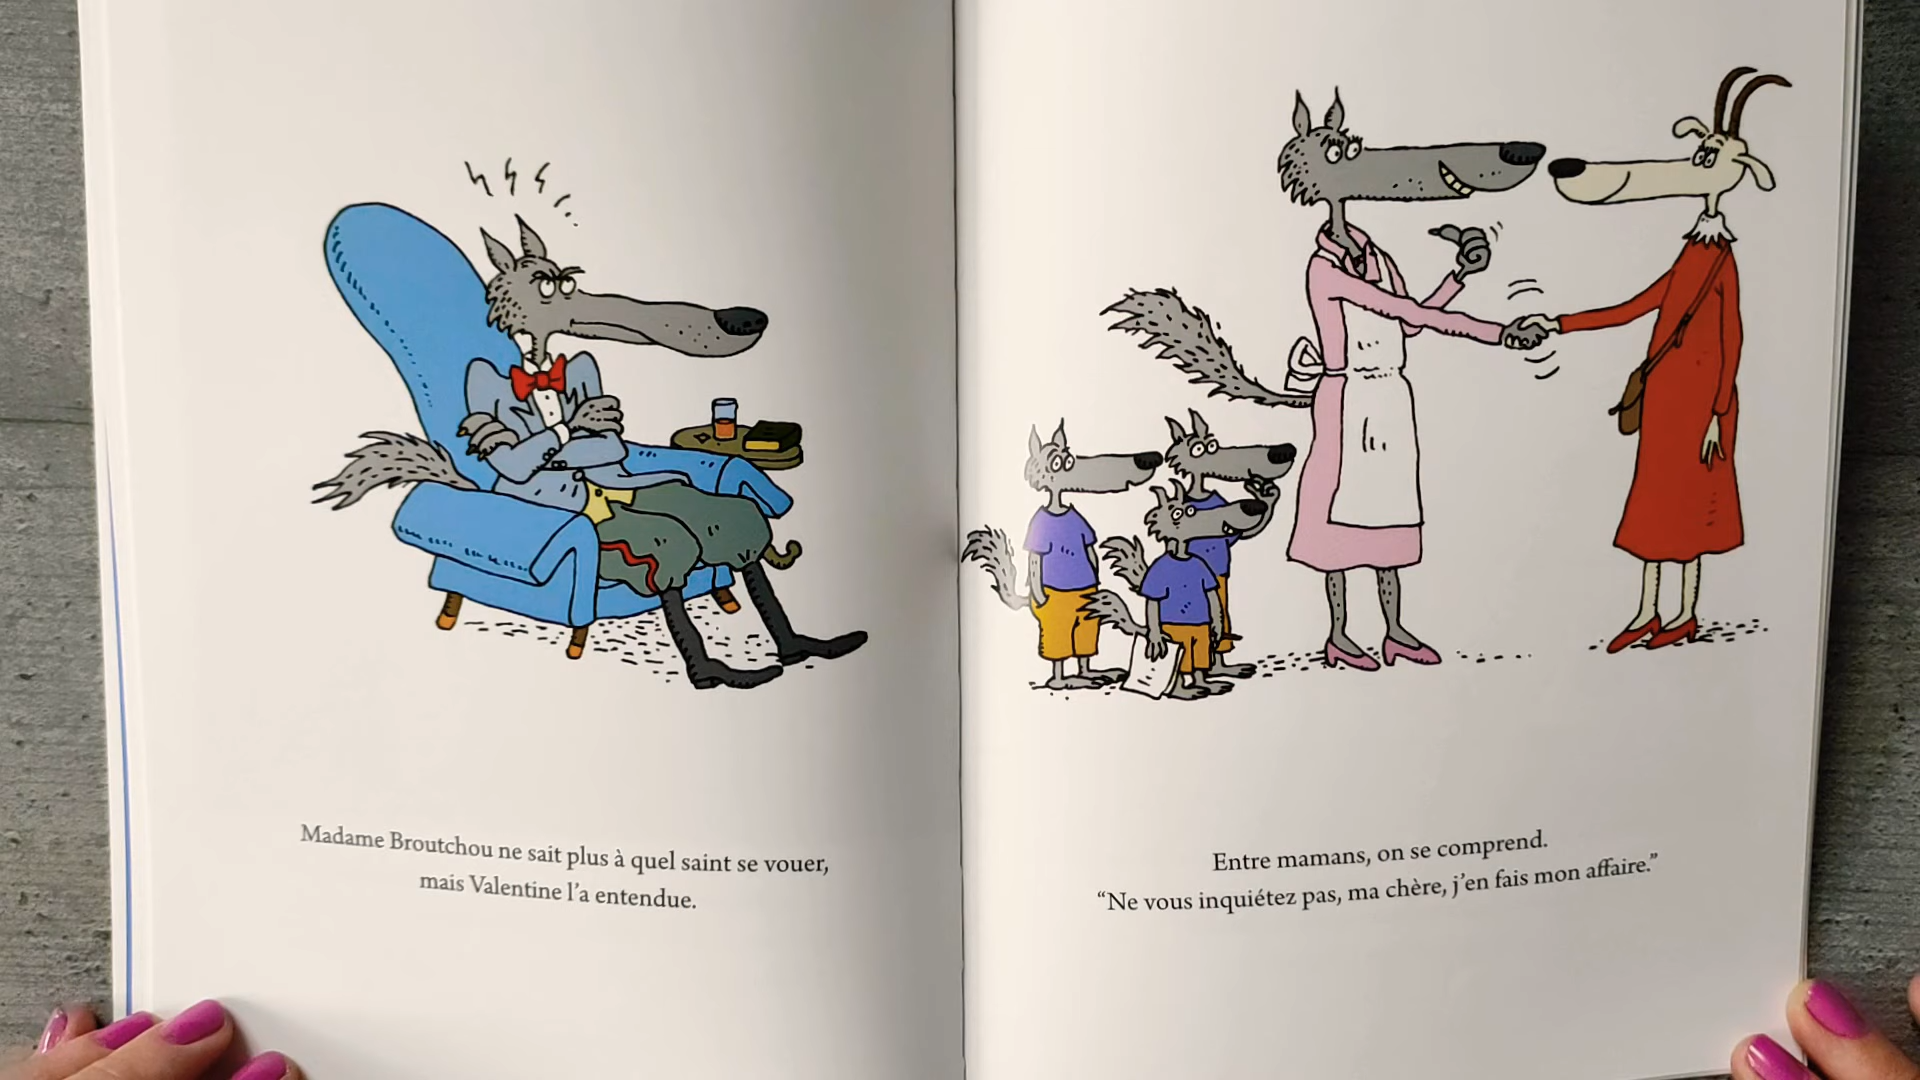 Madame Broutchou ne sait plus à quel saint se vouer,
mais Valentine l’a entendue.
Entre mamans, on se comprend.
“Ne vous inquiétez pas, ma chère, j’en fais mon affaire.”